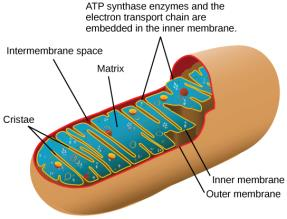 ATP synthase enzymes and the
electron transport chain are
embedded in the inner membrane.
Intermembrane space
Matrix
Cristae
Inner membrane
Outer membrane